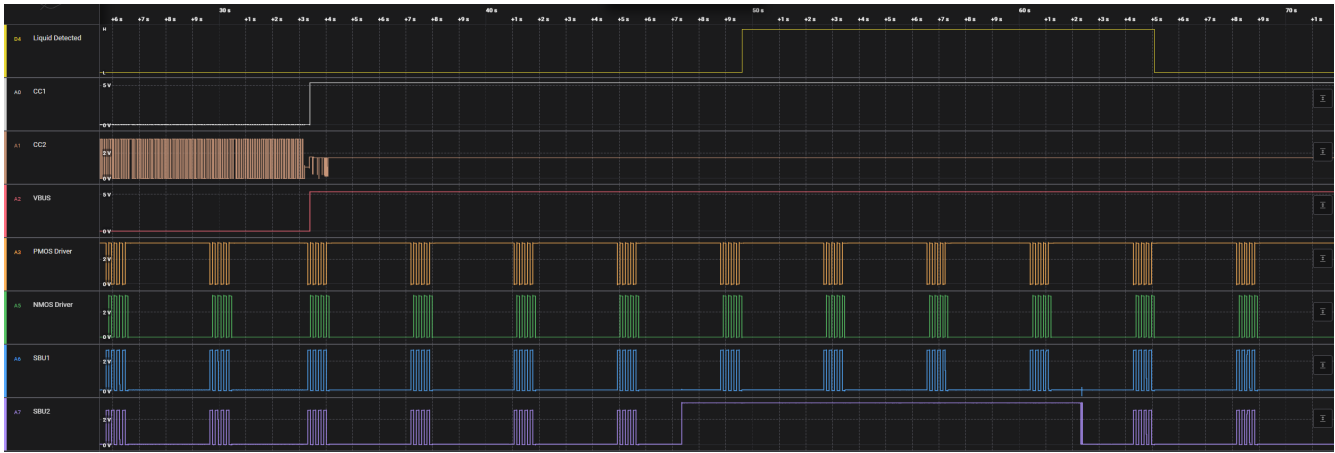 30 s 40 s 50 s 60 s 70 s
+6 s +7 s +8 s +9 s +1 s +2 s +3 s +4 s +5 s +6 s +7 s +8 s +9 s +1 s +2 s +3 s +4 s +5 s +6 s +7 s +8 s +9 s +1 s +2 s +3 s +4 s +5 s +6 s +7 s +8 s +9 s +1 s +2 s +3 s +4 s +5 s +6 s +7 s +8 s +9 s +1 s
H
D4 Liquid Detected
L
5 V
A0 CC1
0 V
A1 CC2
2 V
0 V
5 V
A2 VBUS
0 V
A3 PMOS Driver
2 V
0 V
A5 NMOS Driver
2 V
0 V
A6 SBU1
2 V
0 V
A7 SBU2
2 V
0 V